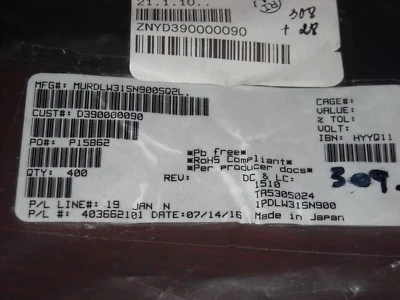 21.1.10..
ZNYD390000090
308
+ 28
MFG#: MURDLW31SN900SQ2L.
CUST#: D390000090
PO#: P15862
QTY: 400
REV:
P/L LINE#: 19 JAN N
P/L #: 403662101 DATE:07/14/16
*Pb free*
*RoHS Compliant*
*Per producer docs*
DC & LC:
1510
TA5305024
1PDLW31SN900
Made in Japan
CAGE#:
VALUE:
% TOL:
VOLT:
IBN: HYYQ11
309.